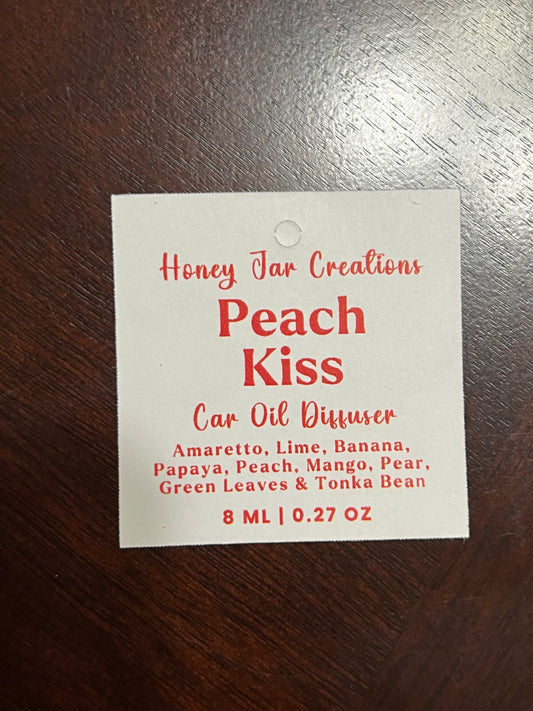 Honey Jar Creations
Peach
Kiss
Car Oil Diffuser
Amaretto, Lime, Banana,
Papaya, Peach, Mango, Pear,
Green Leaves & Tonka Bean
8 ML | 0.27 OZ